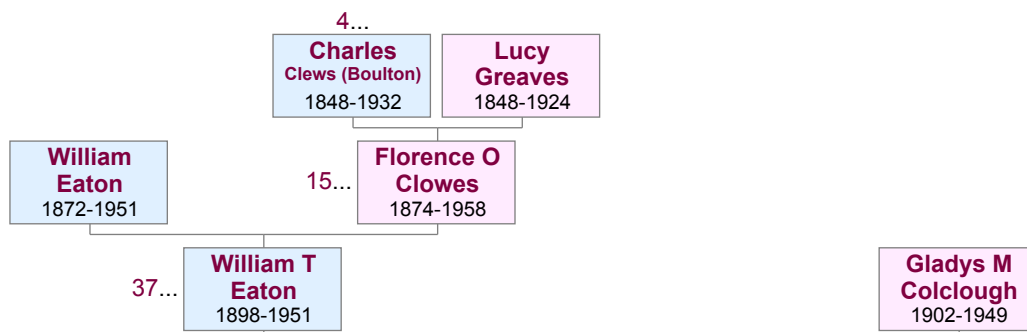 4...
Charles
Clews (Boulton)
1848-1932
Lucy
Greaves
1848-1924
William
Eaton
1872-1951
15...
Florence O
Clowes
1874-1958
37...
William T
Eaton
1898-1951
Gladys M
Colclough
1902-1949